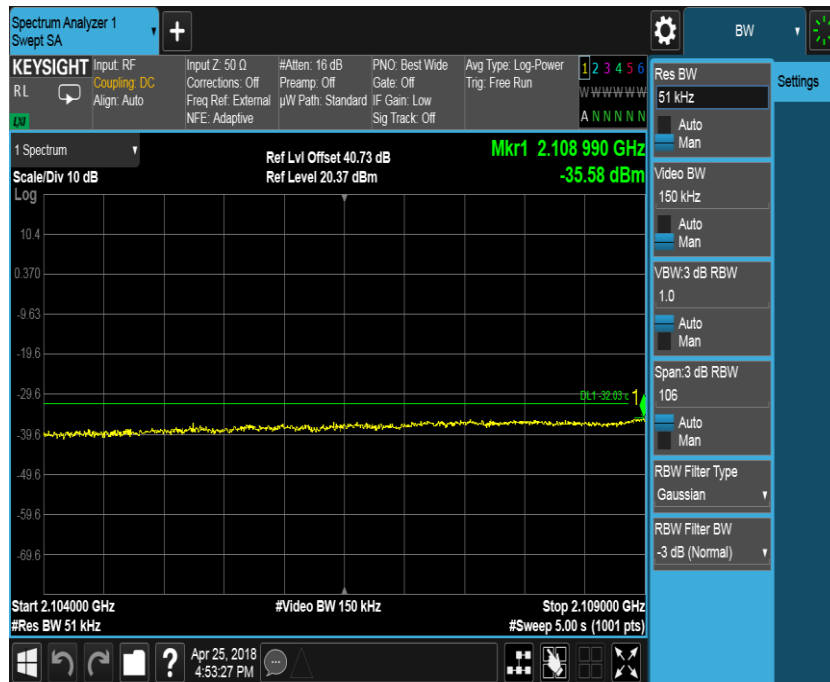 Spectrum Analyzer 1
Swept SA
BW
KEYSIGHT
RL
LXI
Input: RF
Coupling: DC
Align: Auto
Input Z: 50 Ω
Corrections: Off
Freq Ref: External
NFE: Adaptive
#Atten: 16 dB
Preamp: Off
µW Path: Standard
PNO: Best Wide
Gate: Off
IF Gain: Low
Sig Track: Off
Avg Type: Log-Power
Trig: Free Run
1 2 3 4 5 6
W W W W W W
A N N N N N
1 Spectrum
Scale/Div 10 dB
Ref Lvl Offset 40.73 dB
Ref Level 20.37 dBm
Mkr1 2.108 990 GHz
-35.58 dBm
Log
10.4
0.370
-9.63
-19.6
-29.6
-39.6
-49.6
-59.6
-69.6
DL1 -32.03
1
Start 2.104000 GHz
#Res BW 51 kHz
#Video BW 150 kHz
Stop 2.109000 GHz
#Sweep 5.00 s (1001 pts)
Res BW
51 kHz
Auto
Man
Video BW
150 kHz
Auto
Man
VBW:3 dB RBW
1.0
Auto
Man
Span:3 dB RBW
106
Auto
Man
RBW Filter Type
Gaussian
RBW Filter BW
-3 dB (Normal)
Settings
?
Apr 25, 2018
4:53:27 PM